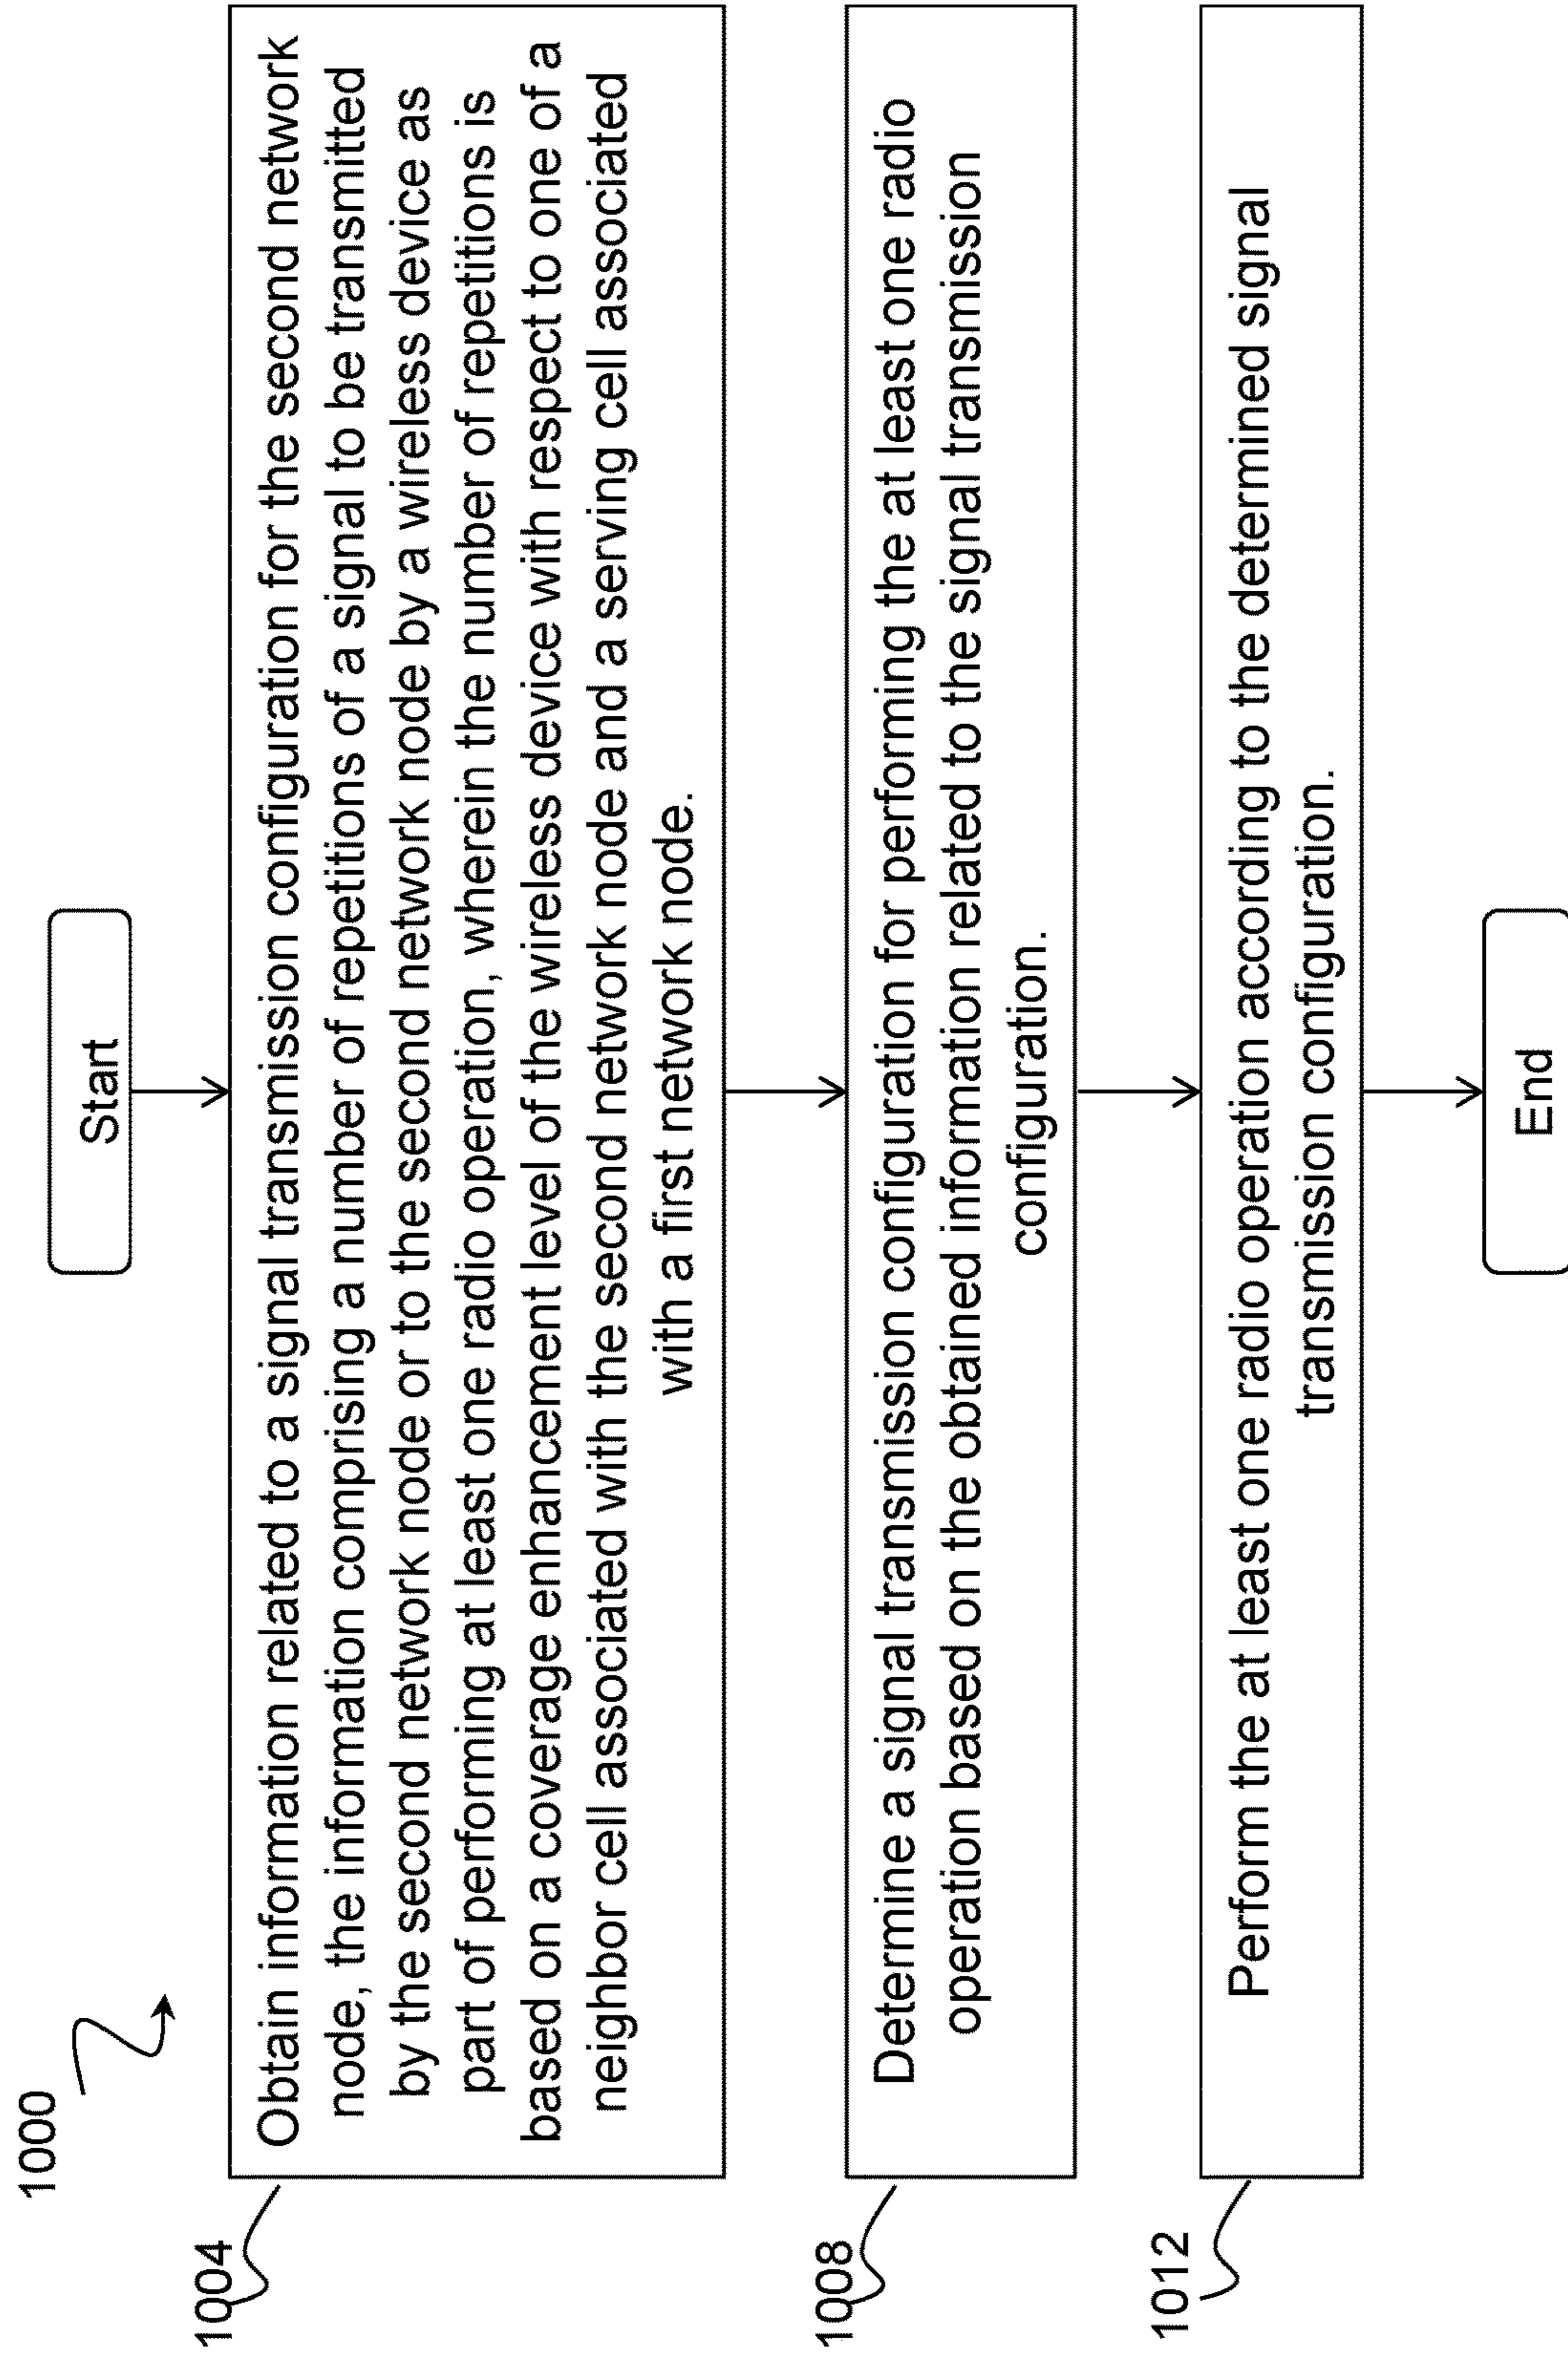 1000
Start
1004
Obtain information related to a signal transmission configuration for the second network
node, the information comprising a number of repetitions of a signal to be transmitted
by the second network node or to the second network node by a wireless device as
part of performing at least one radio operation, wherein the number of repetitions is
based on a coverage enhancement level of the wireless device with respect to one of a
neighbor cell associated with the second network node and a serving cell associated
with a first network node.
1008
Determine a signal transmission configuration for performing the at least one radio
operation based on the obtained information related to the signal transmission
configuration.
1012
Perform the at least one radio operation according to the determined signal
transmission configuration.
End